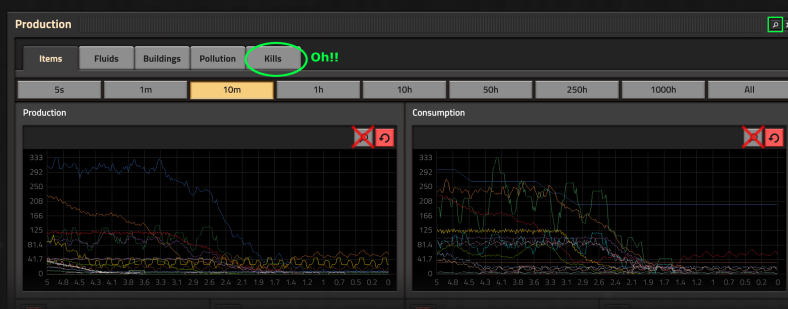 Production
Items Fluids Buildings Pollution Kills Oh!!
5s 1m 10m 1h 10h 50h 250h 1000h All
Production Consumption
333 333
292 292
250 250
208 208
166 166
125 125
81.6 81.6
41.7 41.7
0 0
5 4.8 4.5 4.3 4.1 3.8 3.6 3.3 3.1 2.9 2.6 2.4 2.1 1.9 1.7 1.4 1.2 1 0.7 0.5 0.2 0 5 4.8 4.5 4.3 4.1 3.8 3.6 3.3 3.1 2.9 2.6 2.4 2.1 1.9 1.7 1.4 1.2 1 0.7 0.5 0.2 0